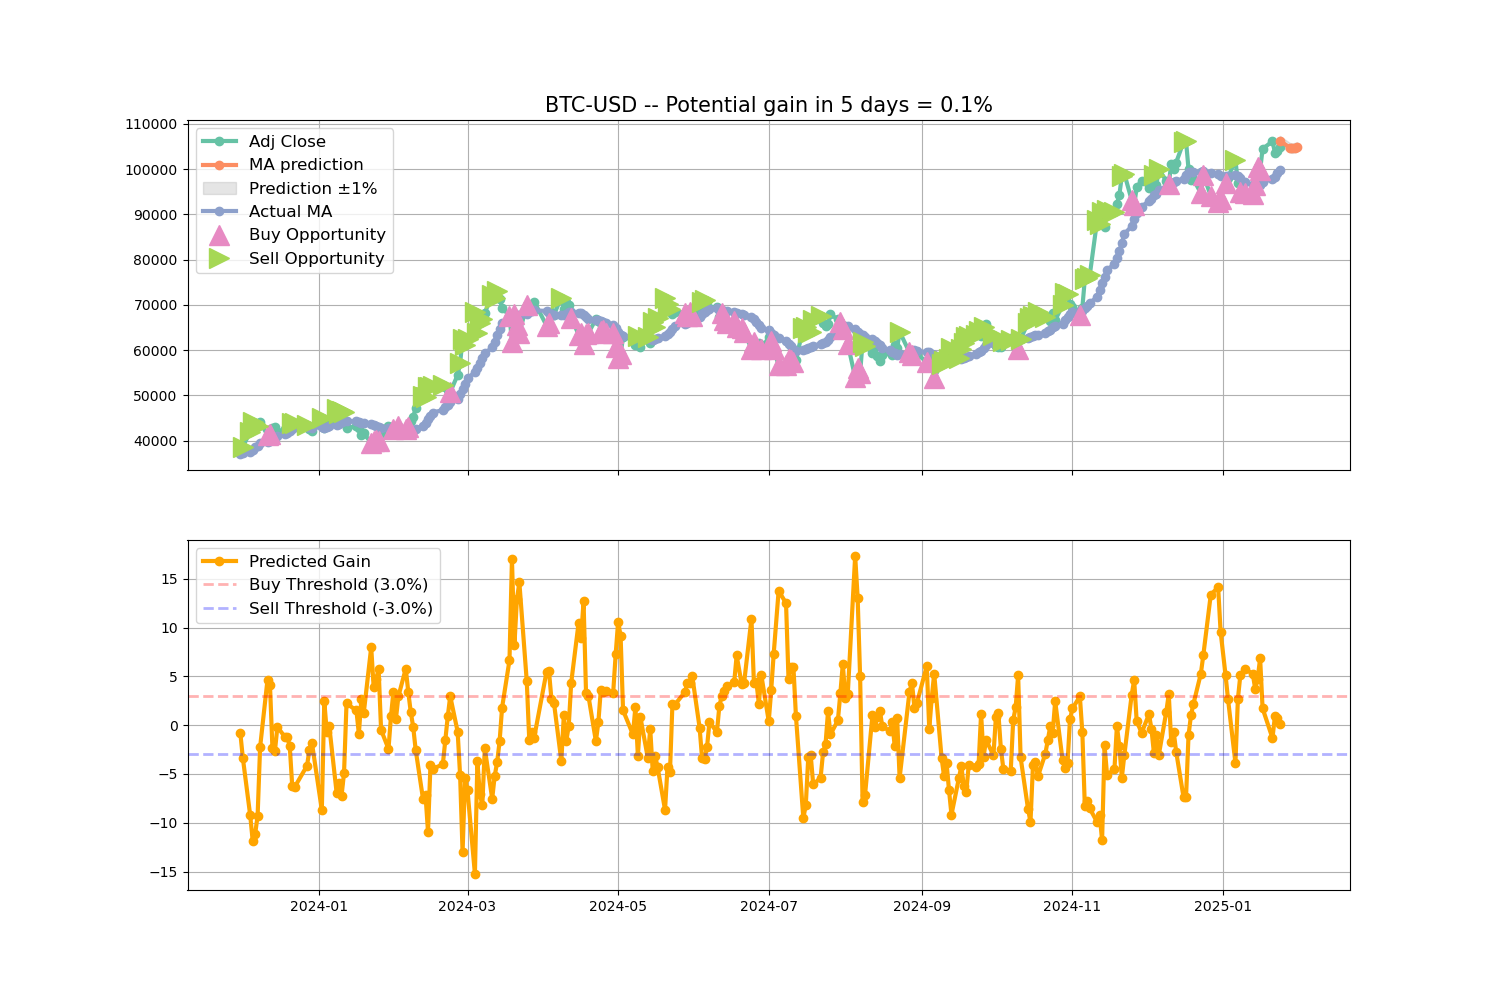 BTC-USD -- Potential gain in 5 days = 0.1%
110000
100000
90000
80000
70000
60000
50000
40000
Adj Close
MA prediction
Prediction ±1%
Actual MA
Buy Opportunity
Sell Opportunity
15
10
5
0
−5
−10
−15
Predicted Gain
Buy Threshold (3.0%)
Sell Threshold (-3.0%)
2024-01 2024-03 2024-05 2024-07 2024-09 2024-11 2025-01